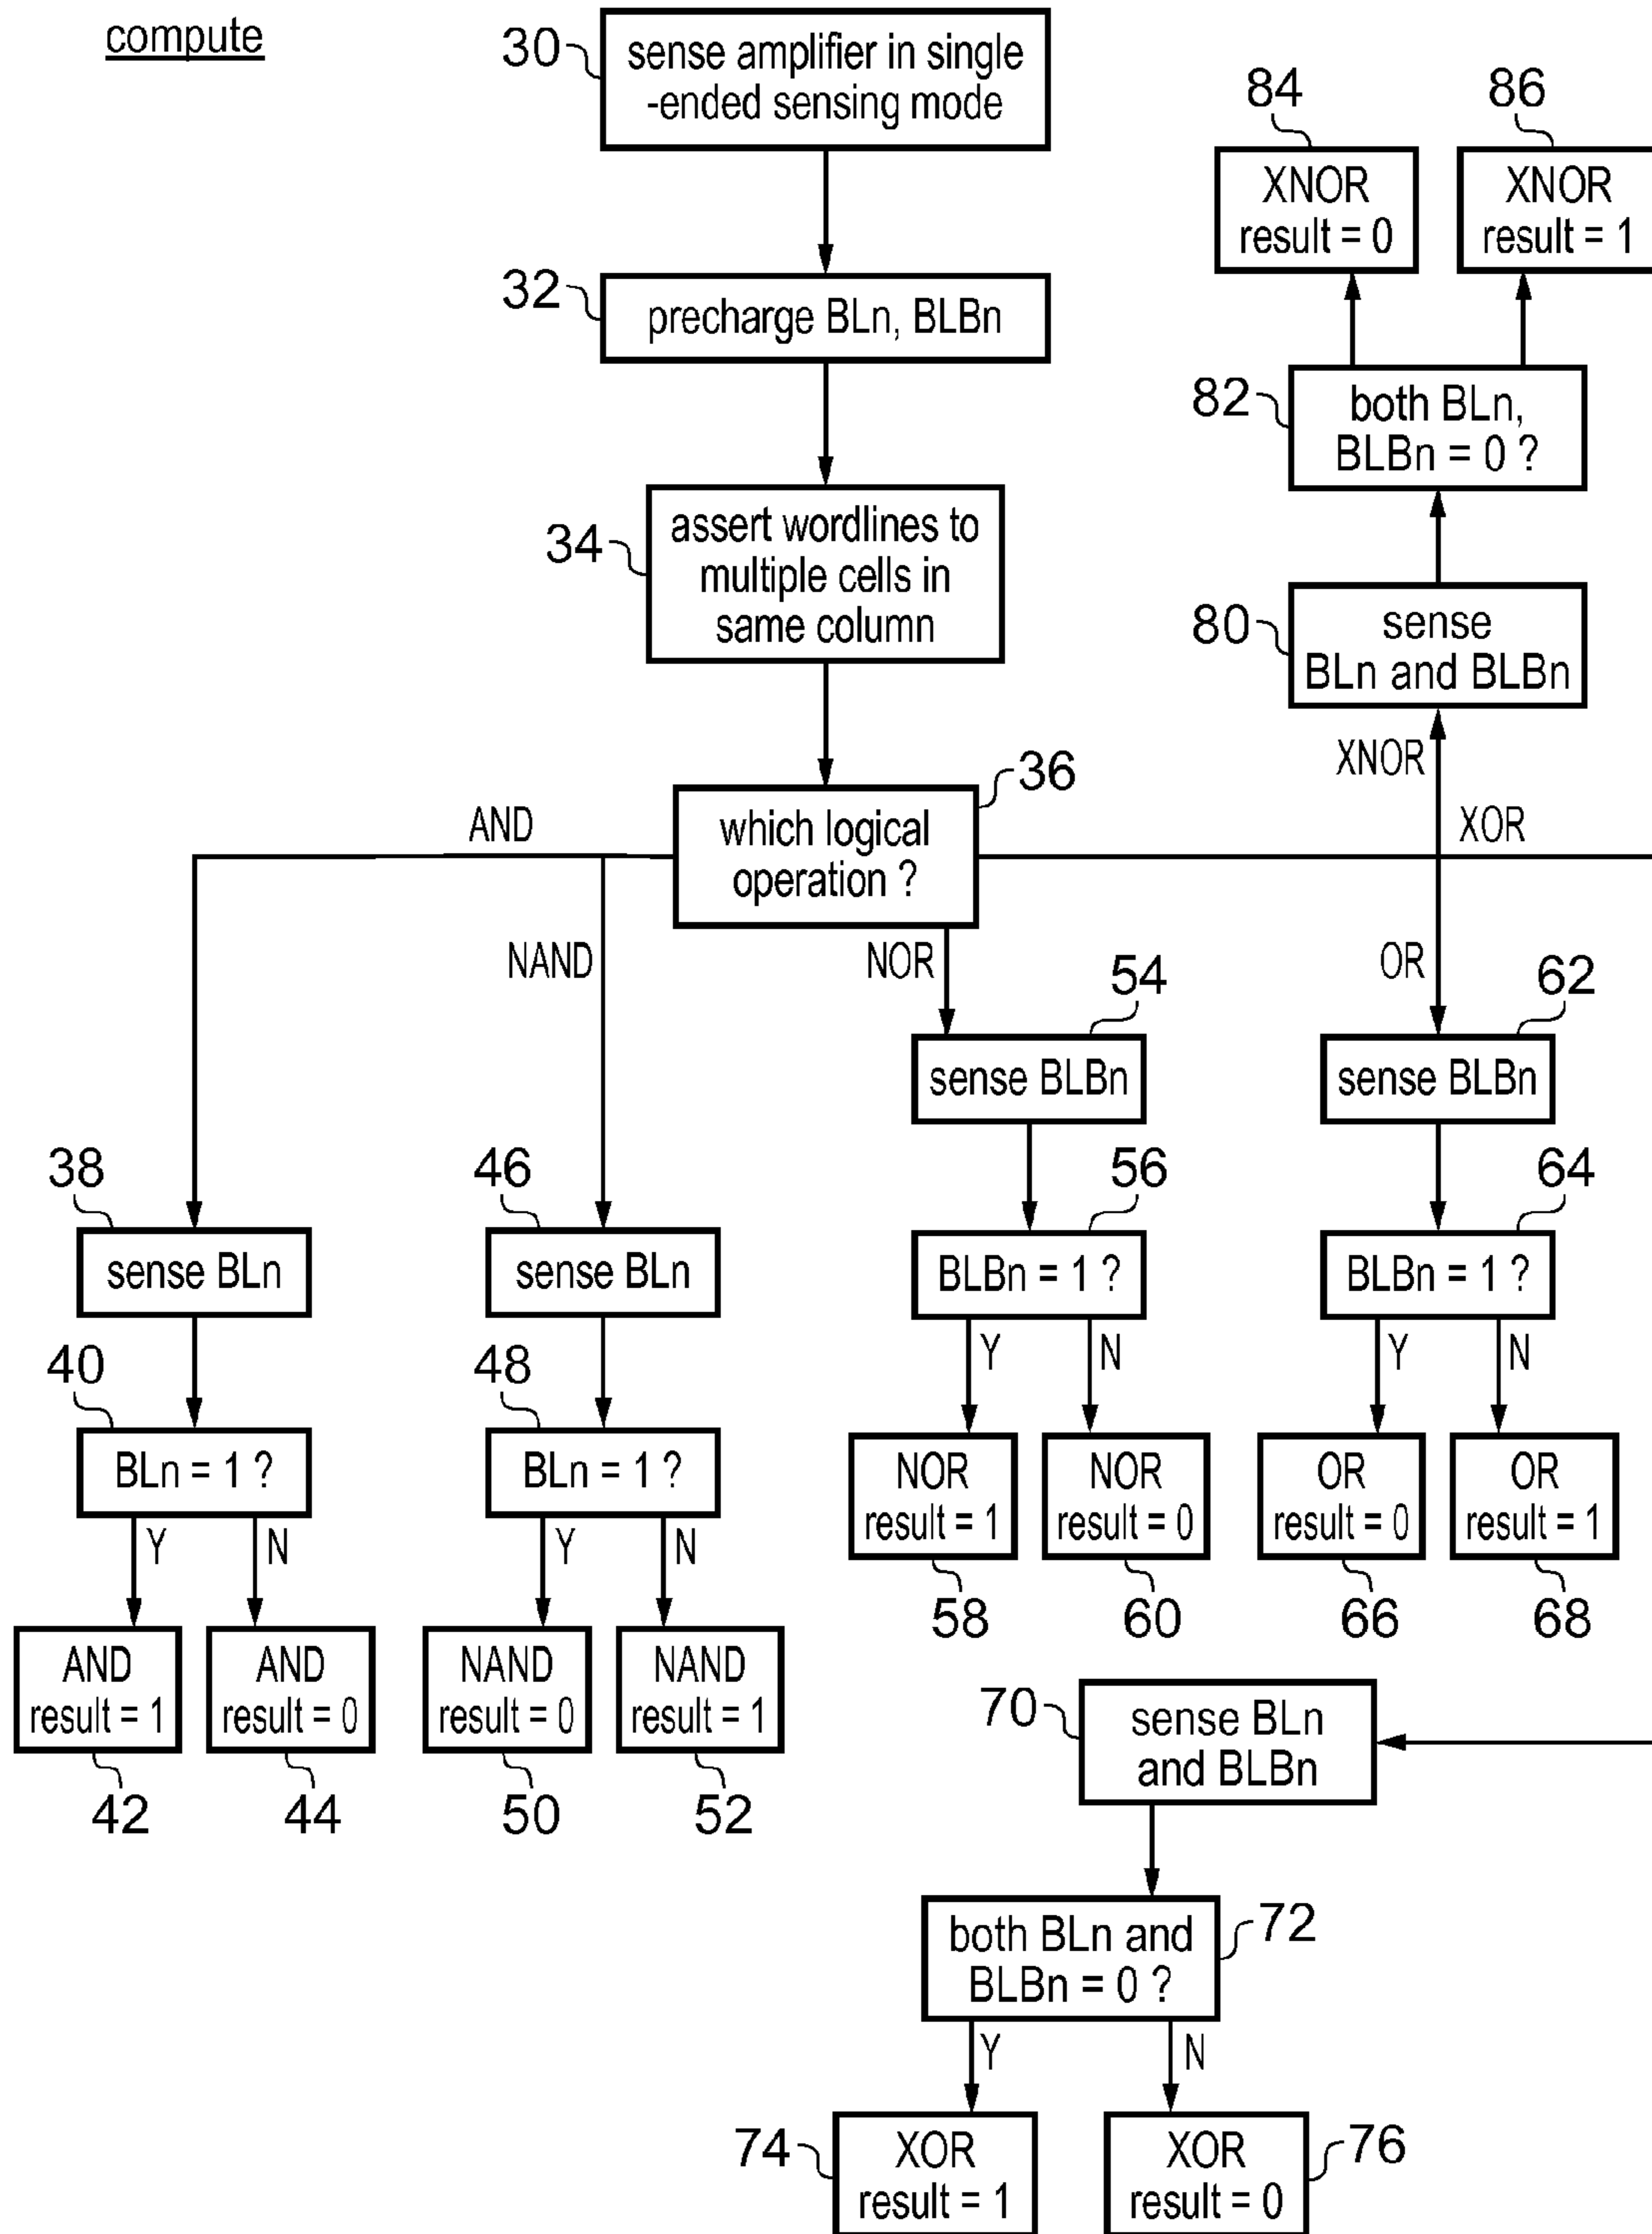 compute
30
sense amplifier in single
-ended sensing mode
84
86
XNOR
result = 0
XNOR
result = 1
32
precharge BLn, BLBn
82
both BLn,
BLBn = 0 ?
34
assert wordlines to
multiple cells in
same column
80
sense
BLn and BLBn
XNOR
36
which logical
operation ?
AND
XOR
NAND
NOR
OR
54
sense BLBn
62
sense BLBn
38
sense BLn
46
sense BLn
56
BLBn = 1 ?
64
BLBn = 1 ?
Y
N
Y
N
40
BLn = 1 ?
48
BLn = 1 ?
NOR
result = 1
NOR
result = 0
OR
result = 0
OR
result = 1
Y
N
Y
N
58
60
66
68
AND
result = 1
AND
result = 0
NAND
result = 0
NAND
result = 1
42
44
50
52
70
sense BLn
and BLBn
72
both BLn and
BLBn = 0 ?
Y
N
74
XOR
result = 1
XOR
result = 0
76